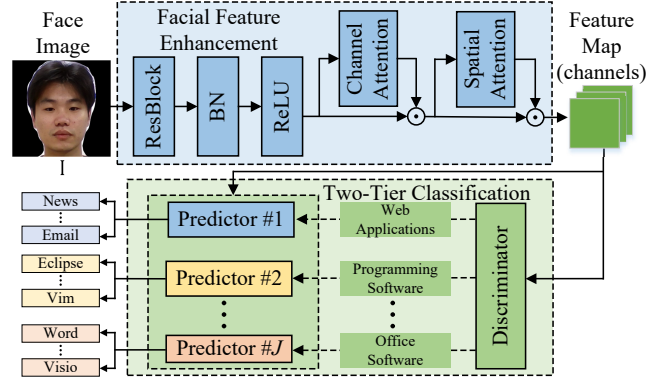 Face
Image
Facial Feature
Enhancement
Feature
Map
(channels)
ResBlock
BN
ReLU
Channel
Attention
Spatial
Attention
I
Two-Tier Classification
News
⋮
Email
Predictor #1
Web
Applications
Eclipse
⋮
Vim
Predictor #2
Programming
Software
⋮
⋮
Word
⋮
Visio
Predictor #J
Office
Software
Discriminator